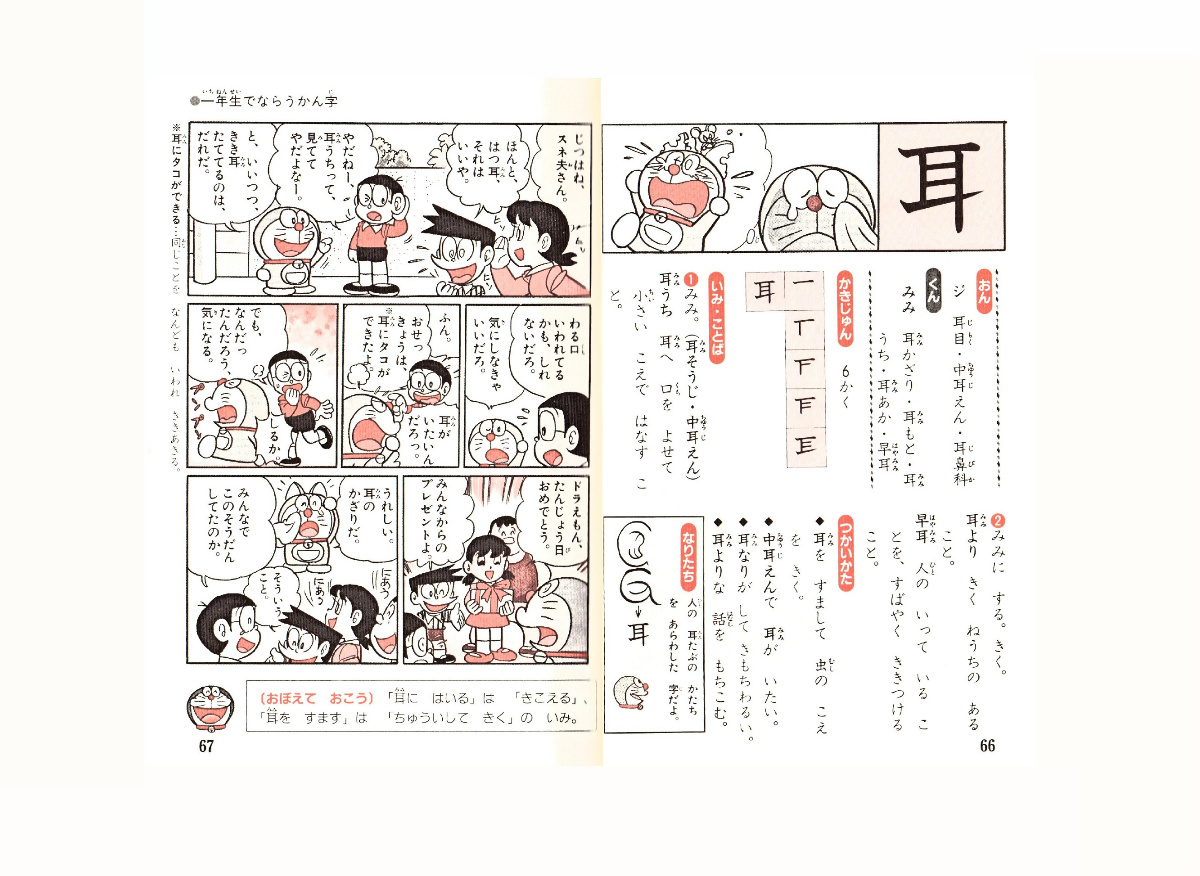 耳
おん
ジ 耳目・中耳えん・耳鼻科
くん
みみ 耳かざり・耳もと・耳
うち・耳あか・早耳
かきじゅん
6かく
耳
いみ・ことば
❶みみ。(耳そうじ・中耳えん)
耳うち 耳へ 口を よせて
小さい こえで はなす こ
と。
❷みみに する。きく。
耳より きく ねうちの ある
こと。
早耳 人の いって いる こ
とを、すばやく ききつける
こと。
つかいかた
◆耳を すまして 虫の こえ
を きく。
◆中耳えんで 耳が いたい。
◆耳なりが して きもちわるい。
◆耳よりな 話を もちこむ。
なりたち
人の 耳たぶの かたち
を あらわした 字だよ。
耳
66
●一年生でならうかん字
じつはね、
スネ夫さん。
ほんと、
はつ耳、
それは
いいや。
やだねー、
耳うちって、
見てて
やだよなー。
と、いいつつ、
きき耳
たててるのは、
だれだ。
わる口
いわれてる
かも、しれ
ないだろ。
気にしなきゃ
いいだろ。
ふん。
おせっ
きょうは、
耳にタコが
できたよ。
※
耳が
いたいん
だろっ。
でも、
なんだっ
たんだろう、
気になる。
しるか。
ドラえもん、
たんじょう日
おめでとう。
みんなからの
プレゼントよ。
うれしい。
耳の
かざりだ。
みんなで
このそうだん
してたのか。
にあう
にあう
そういう
こと。
※耳にタコができる…同じことを なんども いわれ ききあきる。
(おぼえて おこう)「耳に はいる」は 「きこえる」、
「耳を すます」は 「ちゅういして きく」の いみ。
67